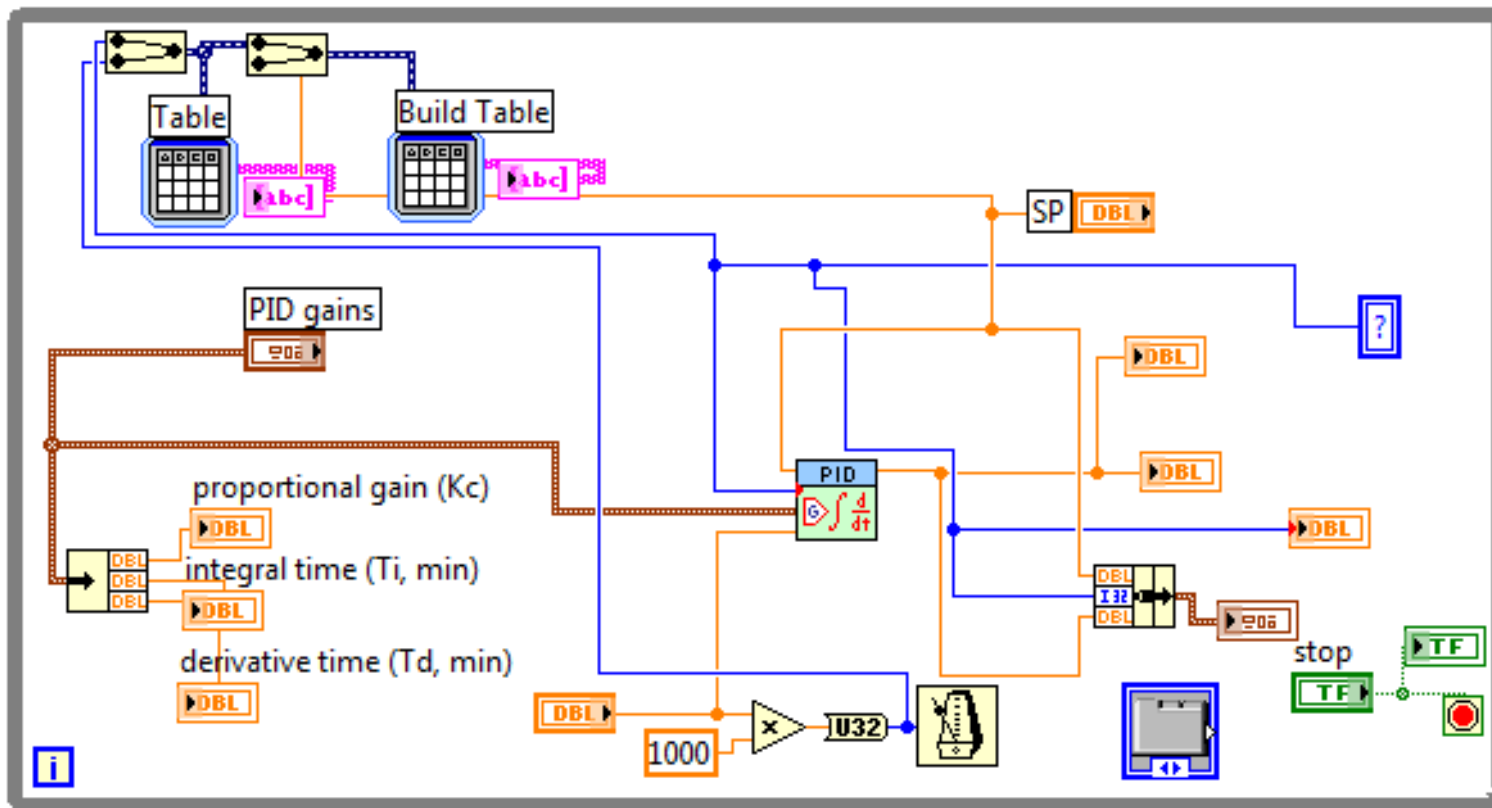 Table
Build Table
[abc]
[abc]
SP
DBL
PID gains
?
DBL
PID
DBL
G
d
dt
proportional gain (Kc)
DBL
DBL
DBL
integral time (Ti, min)
DBL
DBL
DBL
DBL
I32
DBL
derivative time (Td, min)
stop
TF
DBL
DBL
x
U32
TF
1000
i